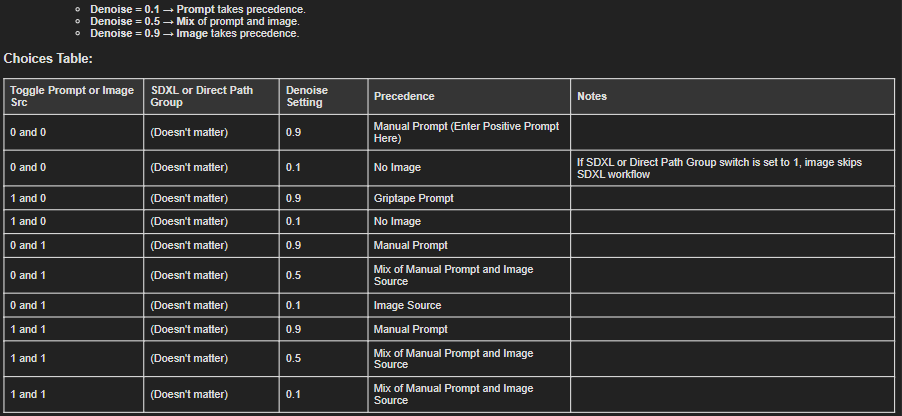 Denoise = 0.1 → Prompt takes precedence.
Denoise = 0.5 → Mix of prompt and image.
Denoise = 0.9 → Image takes precedence.
Choices Table:
Toggle Prompt or Image Src | SDXL or Direct Path Group | Denoise Setting | Precedence | Notes
0 and 0 | (Doesn't matter) | 0.9 | Manual Prompt (Enter Positive Prompt Here)
0 and 0 | (Doesn't matter) | 0.1 | No Image | If SDXL or Direct Path Group switch is set to 1, image skips SDXL workflow
1 and 0 | (Doesn't matter) | 0.9 | Griptape Prompt
1 and 0 | (Doesn't matter) | 0.1 | No Image
0 and 1 | (Doesn't matter) | 0.9 | Manual Prompt
0 and 1 | (Doesn't matter) | 0.5 | Mix of Manual Prompt and Image Source
0 and 1 | (Doesn't matter) | 0.1 | Image Source
1 and 1 | (Doesn't matter) | 0.9 | Manual Prompt
1 and 1 | (Doesn't matter) | 0.5 | Mix of Manual Prompt and Image Source
1 and 1 | (Doesn't matter) | 0.1 | Mix of Manual Prompt and Image Source